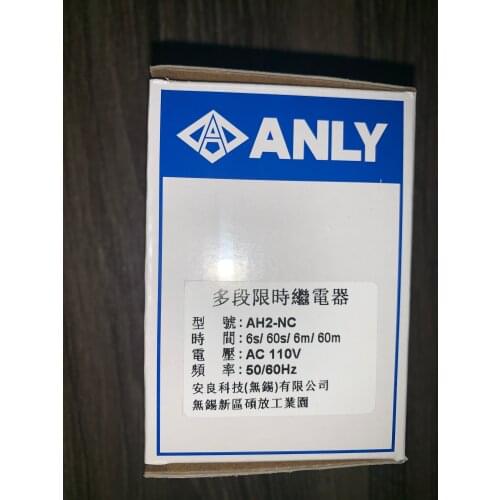 ANLY
多段限時繼電器
型 號: AH2-NC
時 間: 6s/ 60s/ 6m/ 60m
電 壓: AC 110V
頻 率: 50/60Hz
安良科技(無錫)有限公司
無錫新區碩放工業園